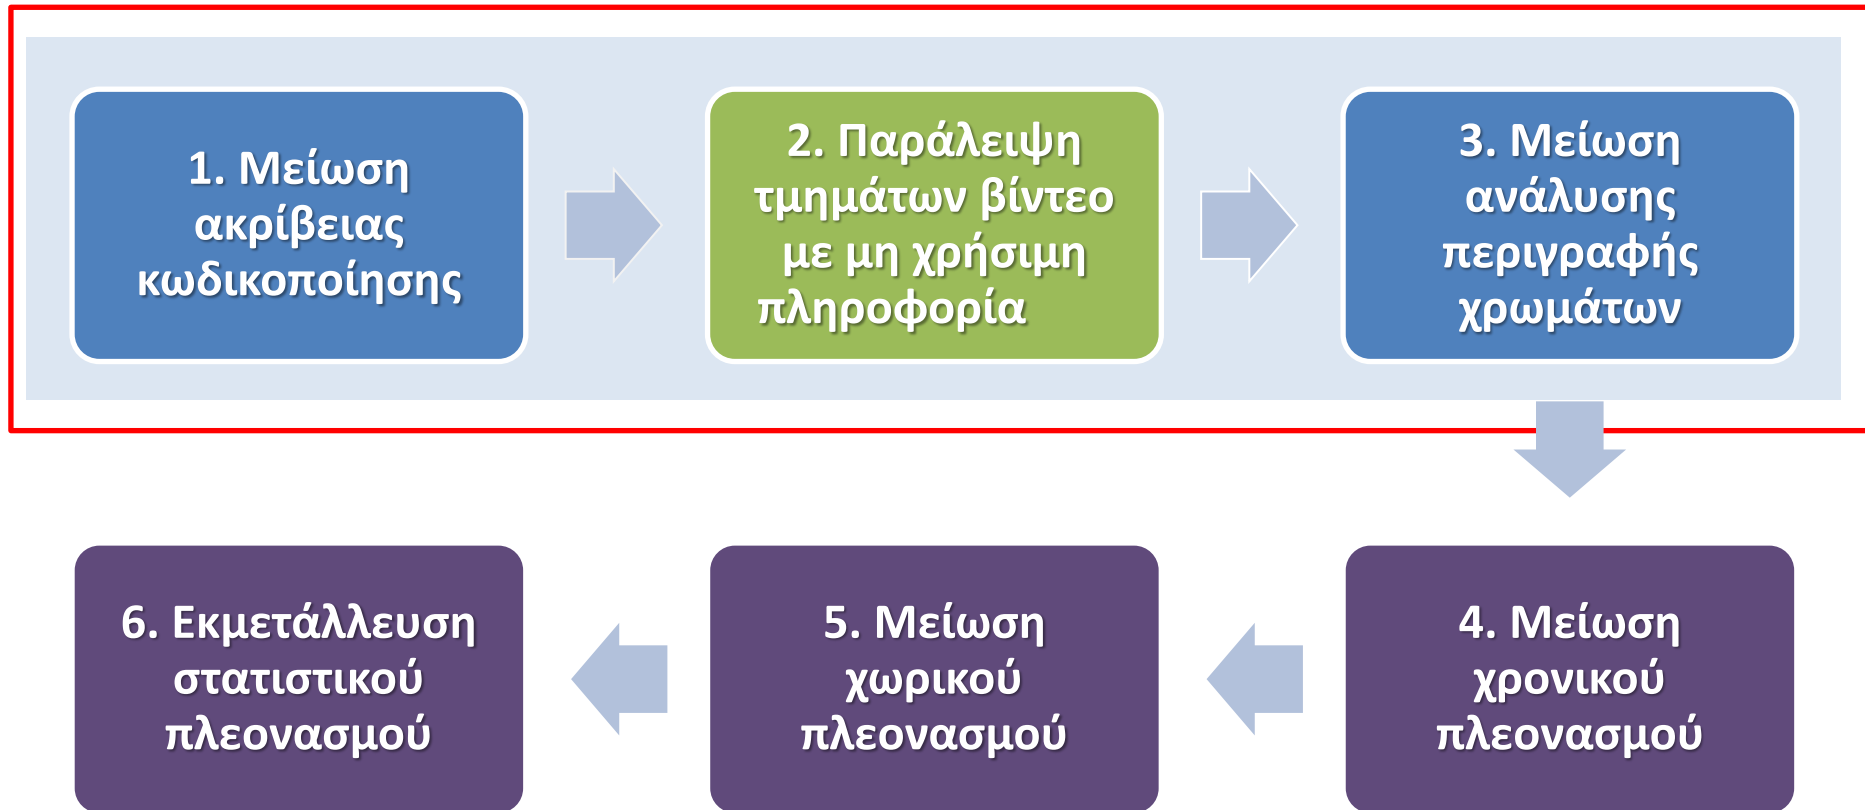 1. Μείωση
ακρίβειας
κωδικοποίησης
2. Παράλειψη
τμημάτων βίντεο
με μη χρήσιμη
πληροφορία
3. Μείωση
ανάλυσης
περιγραφής
χρωμάτων
4. Μείωση
χρονικού
πλεονασμού
5. Μείωση
χωρικού
πλεονασμού
6. Εκμετάλλευση
στατιστικού
πλεονασμού